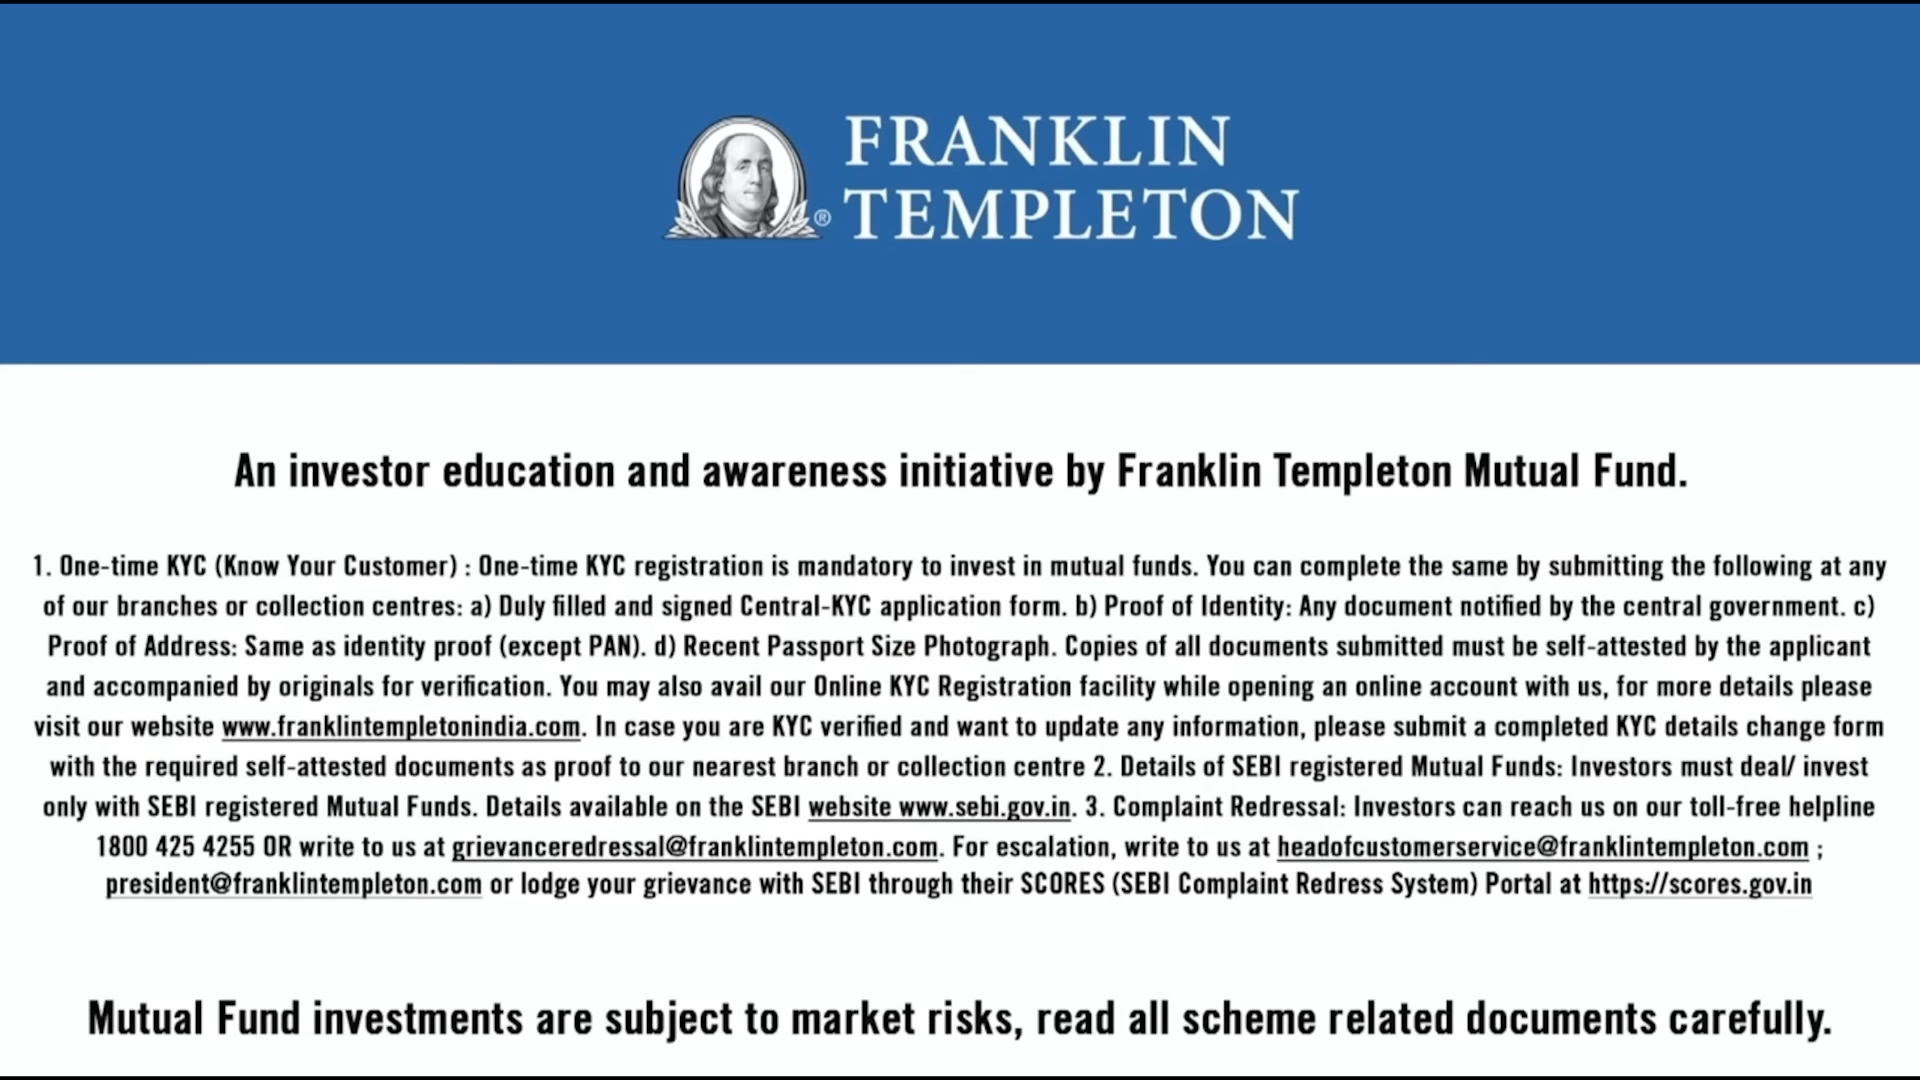 FRANKLIN
TEMPLETON
®
An investor education and awareness initiative by Franklin Templeton Mutual Fund.
1. One-time KYC (Know Your Customer) : One-time KYC registration is mandatory to invest in mutual funds. You can complete the same by submitting the following at any
of our branches or collection centres: a) Duly filled and signed Central-KYC application form. b) Proof of Identity: Any document notified by the central government. c)
Proof of Address: Same as identity proof (except PAN). d) Recent Passport Size Photograph. Copies of all documents submitted must be self-attested by the applicant
and accompanied by originals for verification. You may also avail our Online KYC Registration facility while opening an online account with us, for more details please
visit our website www.franklintempletonindia.com. In case you are KYC verified and want to update any information, please submit a completed KYC details change form
with the required self-attested documents as proof to our nearest branch or collection centre 2. Details of SEBI registered Mutual Funds: Investors must deal/ invest
only with SEBI registered Mutual Funds. Details available on the SEBI website www.sebi.gov.in. 3. Complaint Redressal: Investors can reach us on our toll-free helpline
1800 425 4255 OR write to us at grievanceredressal@franklintempleton.com. For escalation, write to us at headofcustomerservice@franklintempleton.com ;
president@franklintempleton.com or lodge your grievance with SEBI through their SCORES (SEBI Complaint Redress System) Portal at https://scores.gov.in
Mutual Fund investments are subject to market risks, read all scheme related documents carefully.